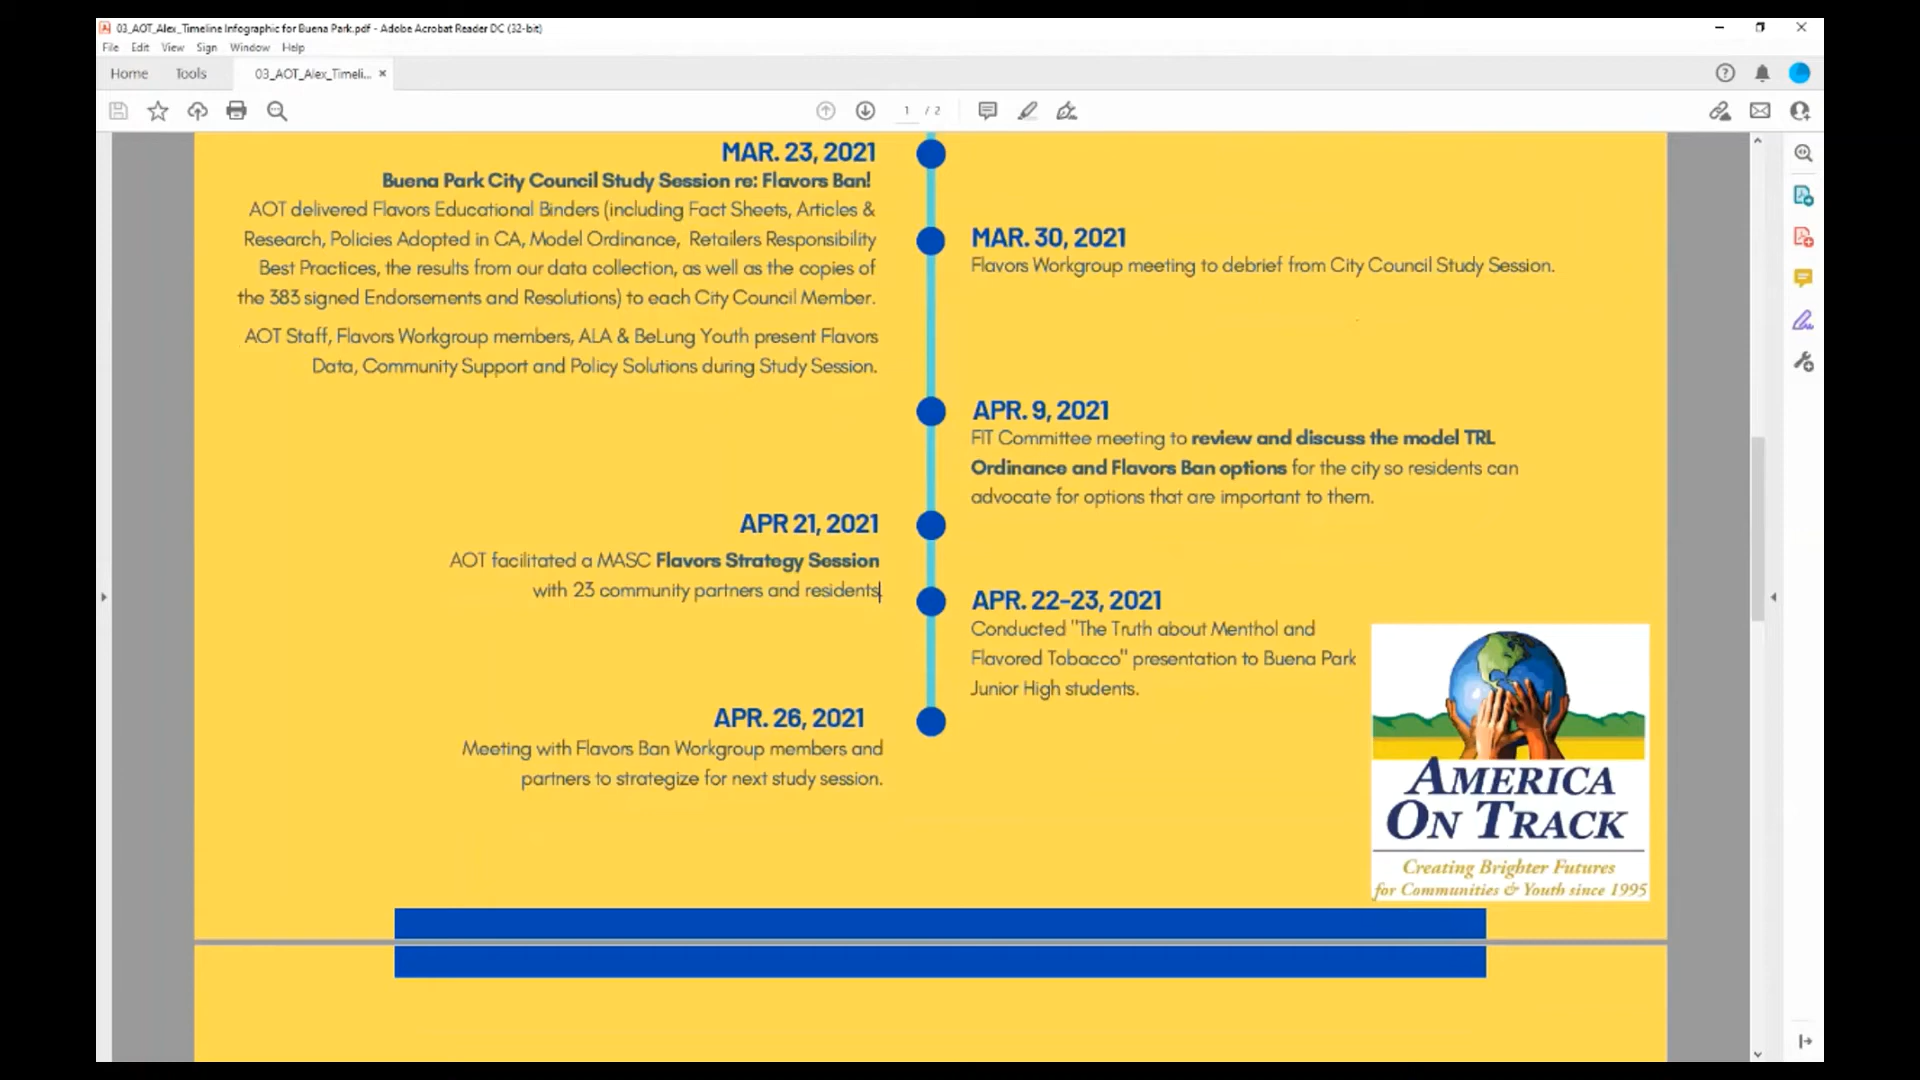 03_AOT_Alex_Timeline Infographic for Buena Park.pdf - Adobe Acrobat Reader DC (32-bit)
File Edit View Sign Window Help
Home Tools 03_AOT_Alex_Timeli... ×
1 / 2
MAR. 23, 2021
Buena Park City Council Study Session re: Flavors Ban!
AOT delivered Flavors Educational Binders (including Fact Sheets, Articles &
Research, Policies Adopted in CA, Model Ordinance, Retailers Responsibility
Best Practices, the results from our data collection, as well as the copies of
the 383 signed Endorsements and Resolutions) to each City Council Member.
AOT Staff, Flavors Workgroup members, ALA & BeLung Youth present Flavors
Data, Community Support and Policy Solutions during Study Session.
MAR. 30, 2021
Flavors Workgroup meeting to debrief from City Council Study Session.
APR. 9, 2021
FIT Committee meeting to review and discuss the model TRL
Ordinance and Flavors Ban options for the city so residents can
advocate for options that are important to them.
APR 21, 2021
AOT facilitated a MASC Flavors Strategy Session
with 23 community partners and residents.
APR. 22-23, 2021
Conducted "The Truth about Menthol and
Flavored Tobacco" presentation to Buena Park
Junior High students.
APR. 26, 2021
Meeting with Flavors Ban Workgroup members and
partners to strategize for next study session.
AMERICA
ON TRACK
Creating Brighter Futures
for Communities & Youth since 1995